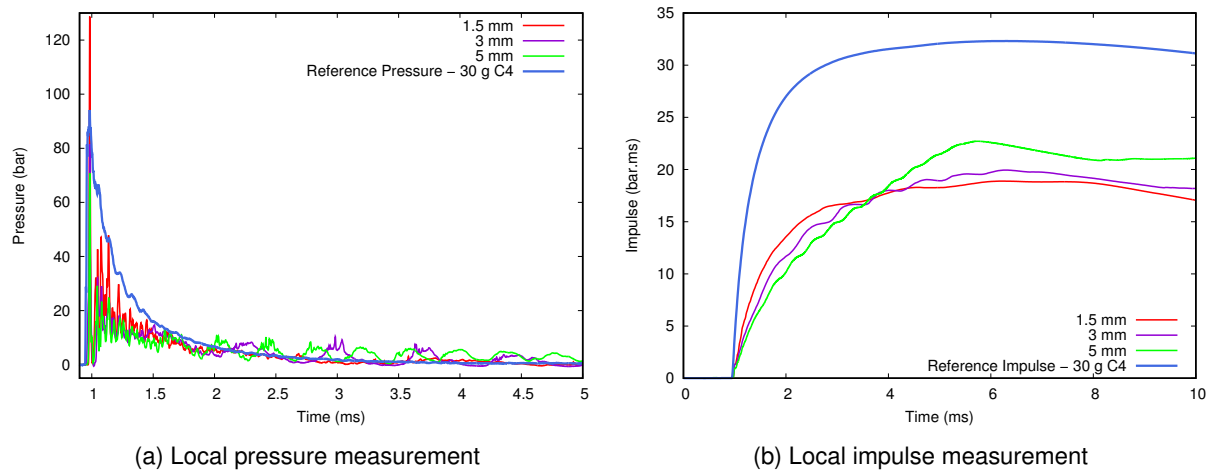 120
100
80
60
40
20
0
Pressure (bar)
1.5 mm
3 mm
5 mm
Reference Pressure – 30 g C4
1 1.5 2 2.5 3 3.5 4 4.5 5
Time (ms)
(a) Local pressure measurement
35
30
25
20
15
10
5
0
Impulse (bar.ms)
1.5 mm
3 mm
5 mm
Reference Impulse – 30 g C4
0 2 4 6 8 10
Time (ms)
(b) Local impulse measurement